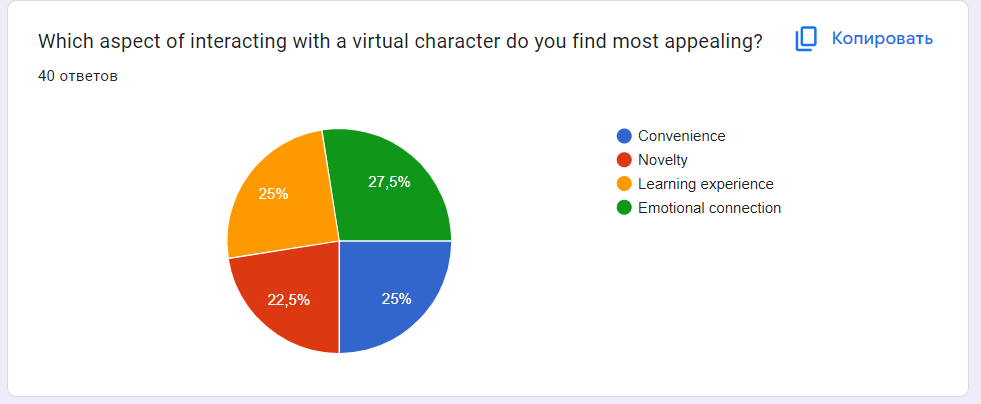 Which aspect of interacting with a virtual character do you find most appealing?
Копировать
40 ответов
27,5%
25%
22,5%
25%
Convenience
Novelty
Learning experience
Emotional connection